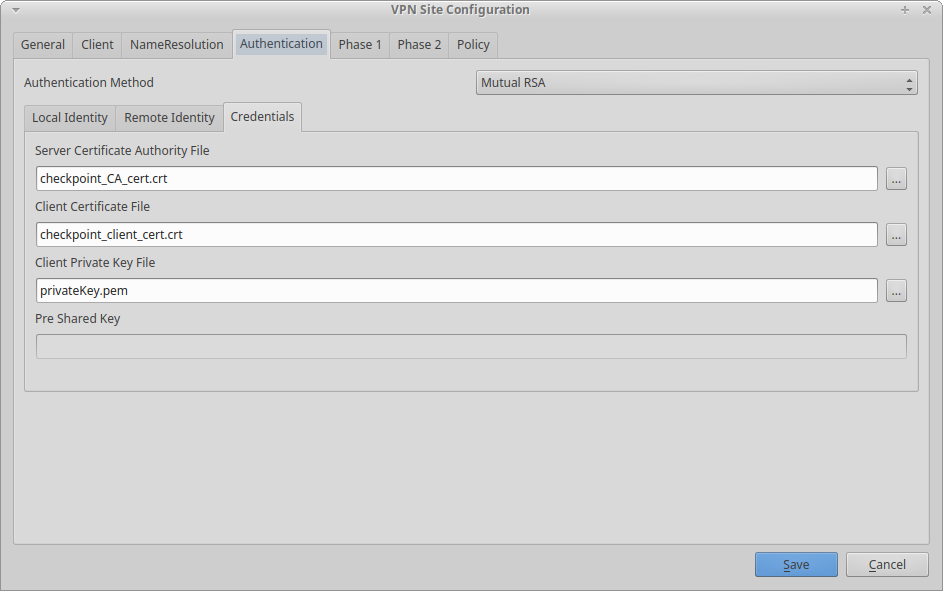 VPN Site Configuration
General Client NameResolution Authentication Phase 1 Phase 2 Policy
Authentication Method Mutual RSA
Local Identity Remote Identity Credentials
Server Certificate Authority File
checkpoint_CA_cert.crt ...
Client Certificate File
checkpoint_client_cert.crt ...
Client Private Key File
privateKey.pem ...
Pre Shared Key
Save Cancel